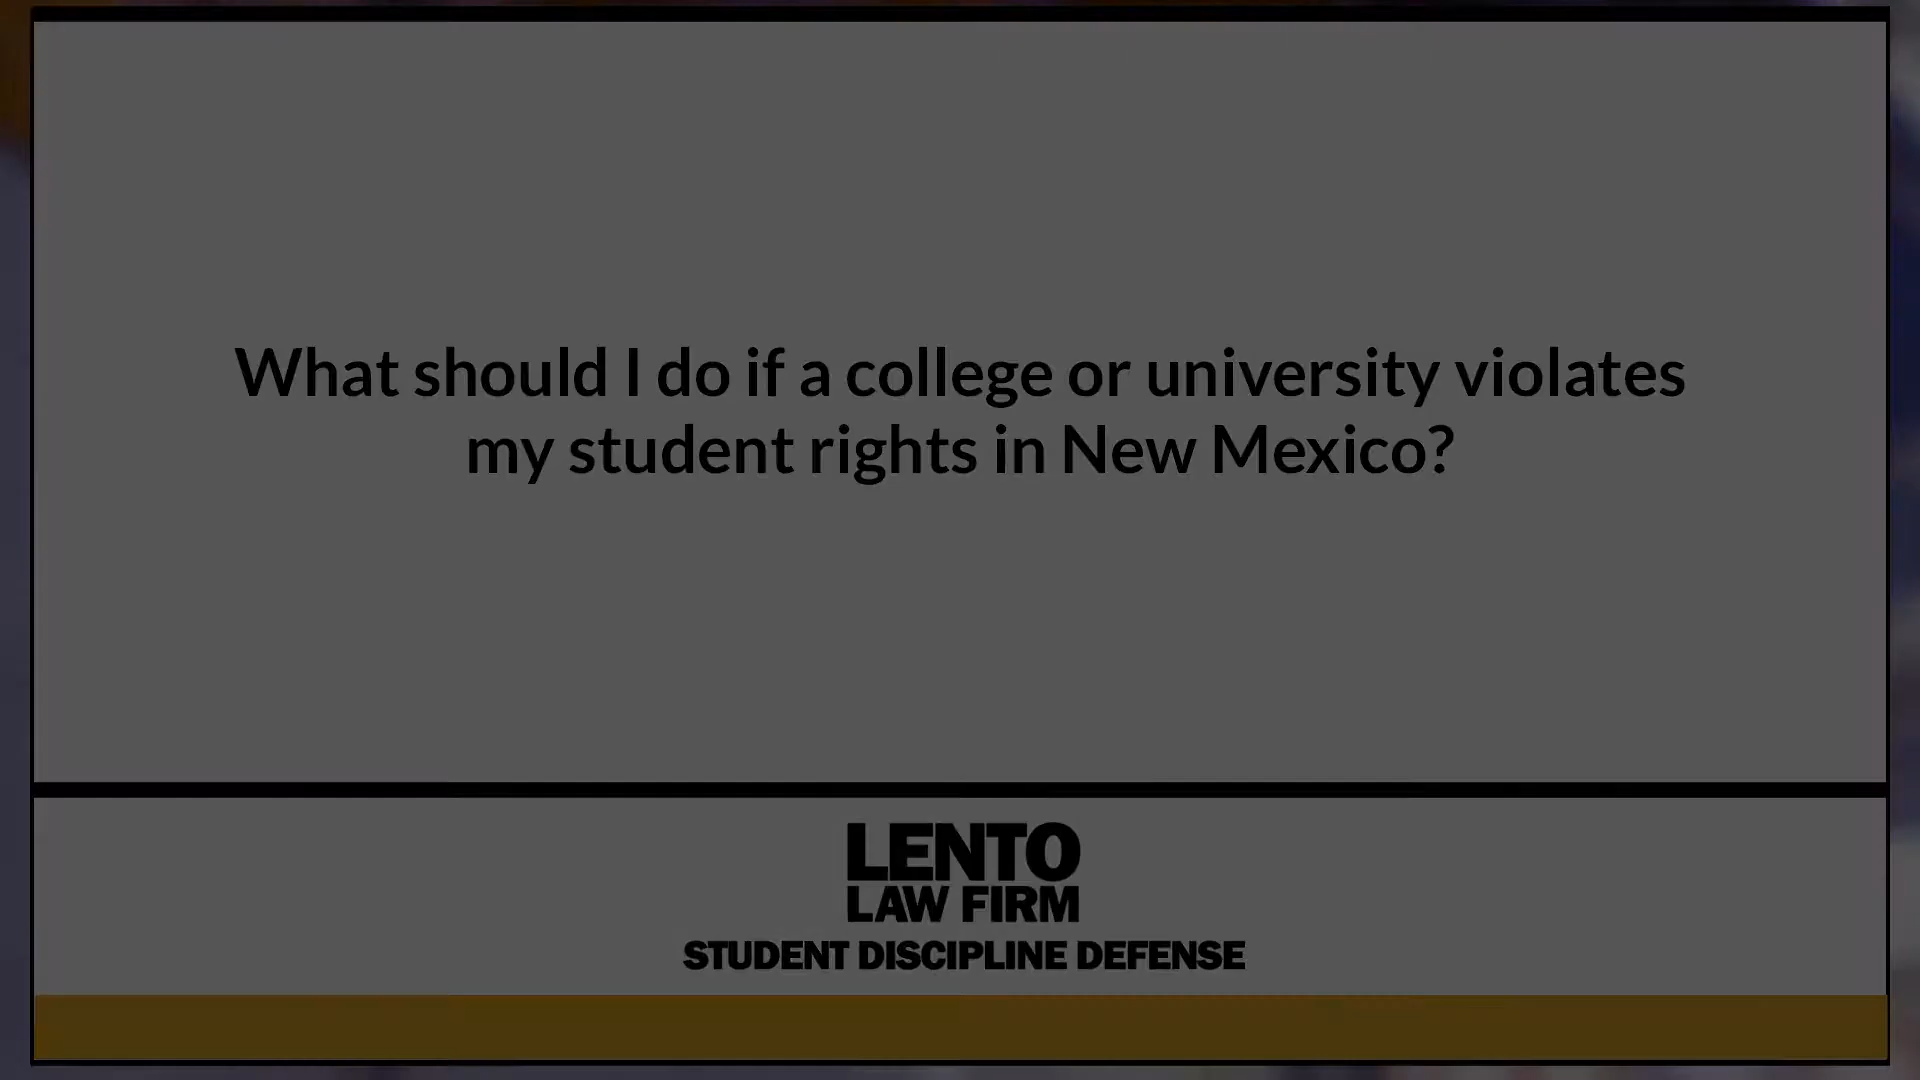 What should I do if a college or university violates
my student rights in New Mexico?
LENTO
LAW FIRM
STUDENT DISCIPLINE DEFENSE